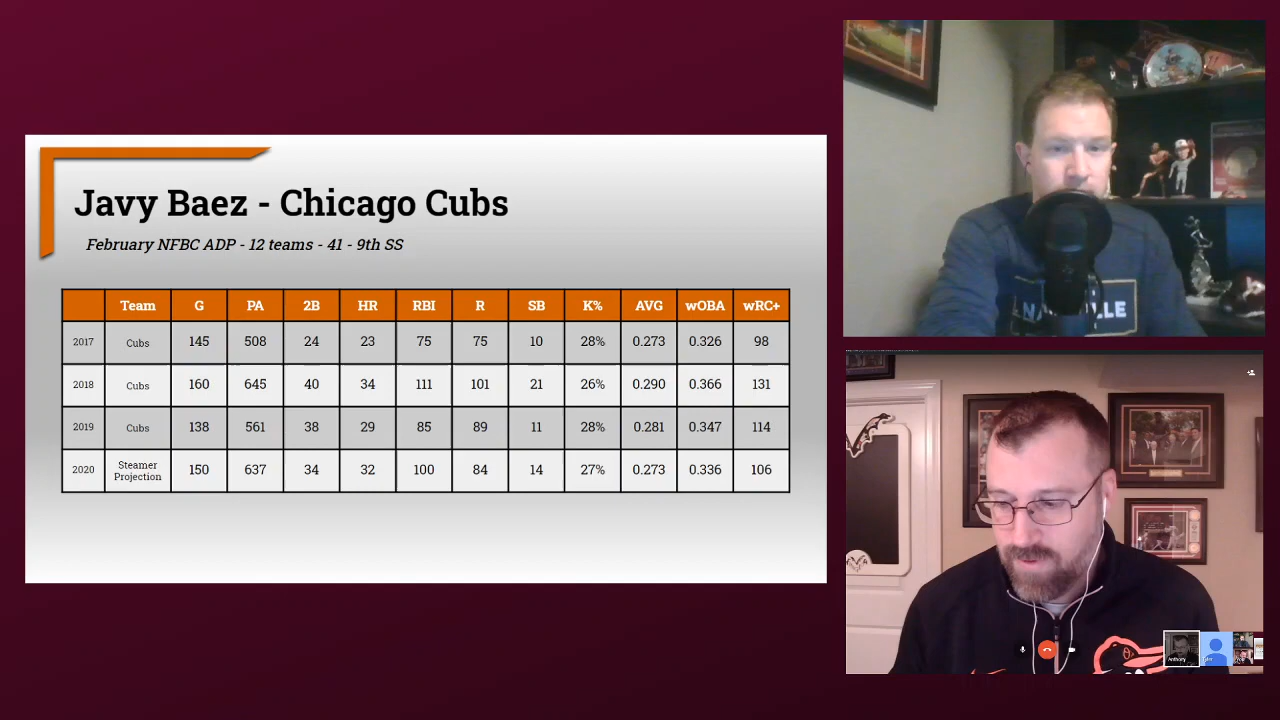 Javy Baez - Chicago Cubs
February NFBC ADP - 12 teams - 41 - 9th SS
Team G PA 2B HR RBI R SB K% AVG wOBA wRC+
2017 Cubs 145 508 24 23 75 75 10 28% 0.273 0.326 98
2018 Cubs 160 645 40 34 111 101 21 26% 0.290 0.366 131
2019 Cubs 138 561 38 29 85 89 11 28% 0.281 0.347 114
2020 Steamer Projection 150 637 34 32 100 84 14 27% 0.273 0.336 106
Anthony